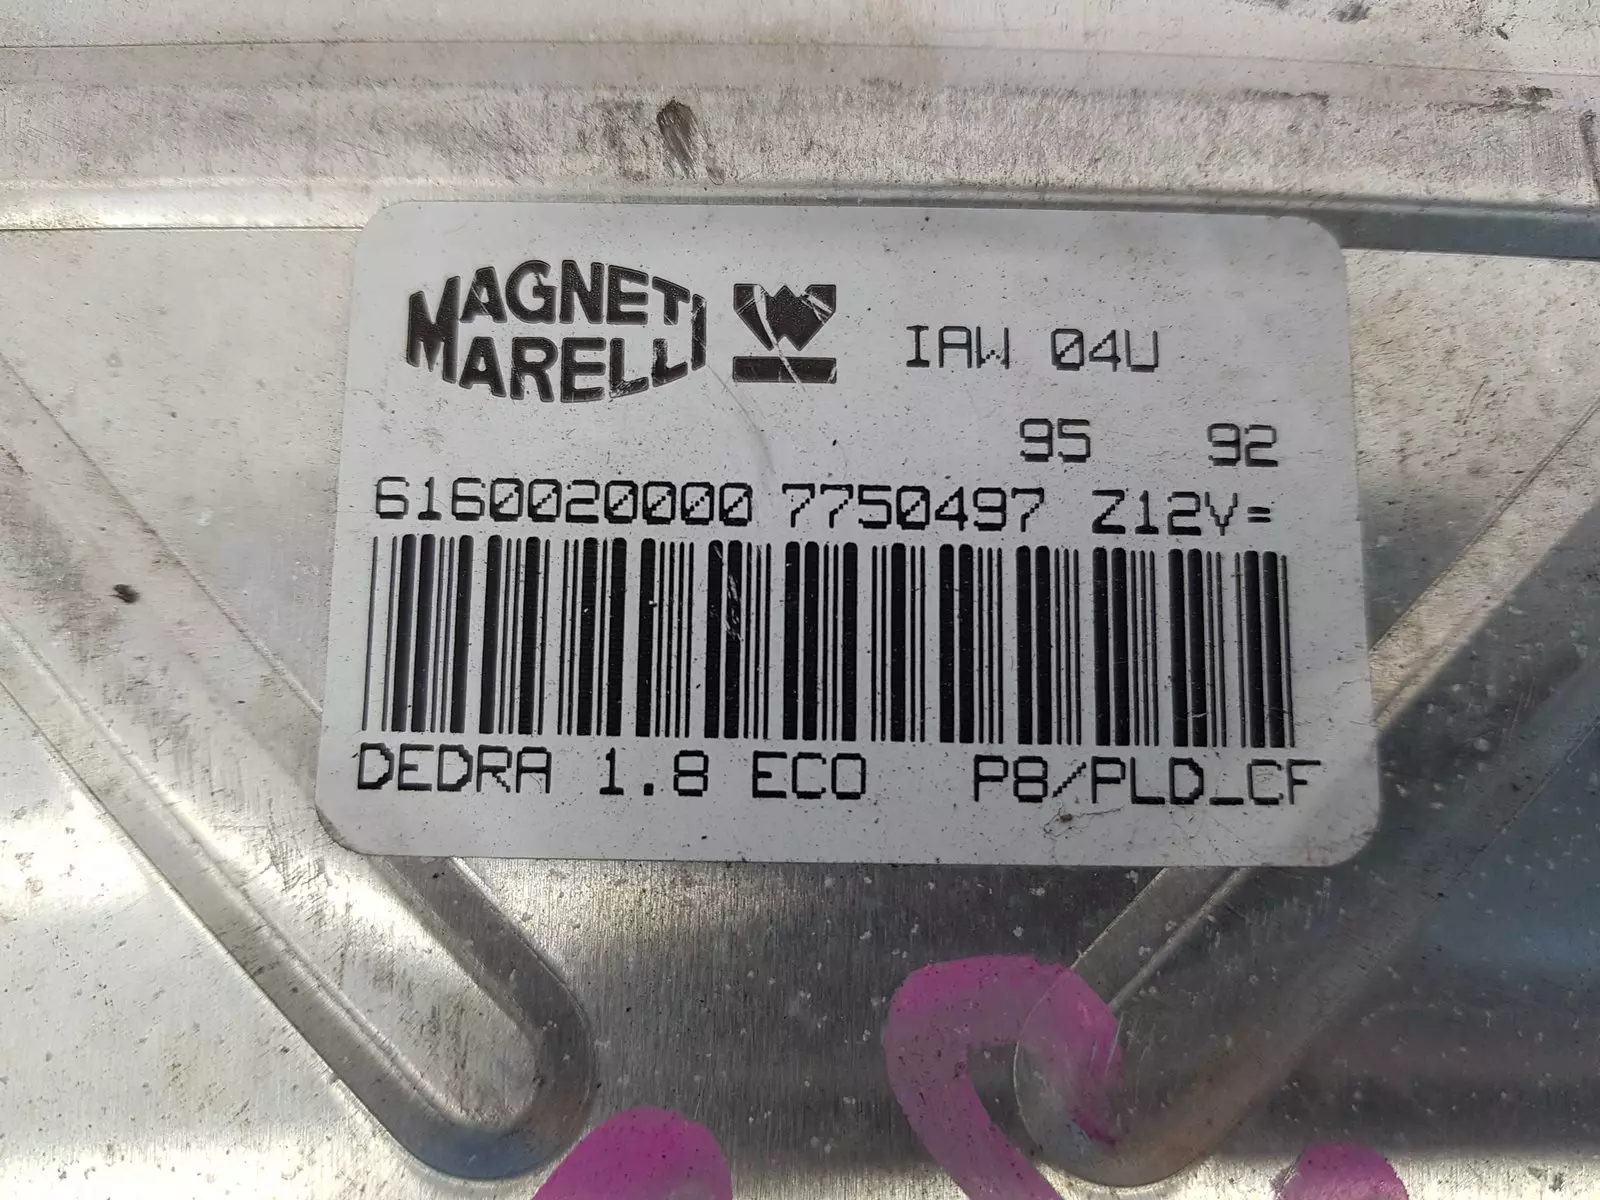 MAGNETI MARELLI W IAW 04U
95 92
6160020000 7750497 Z12V=
DEDRA 1.8 ECO P8/PLD_CF